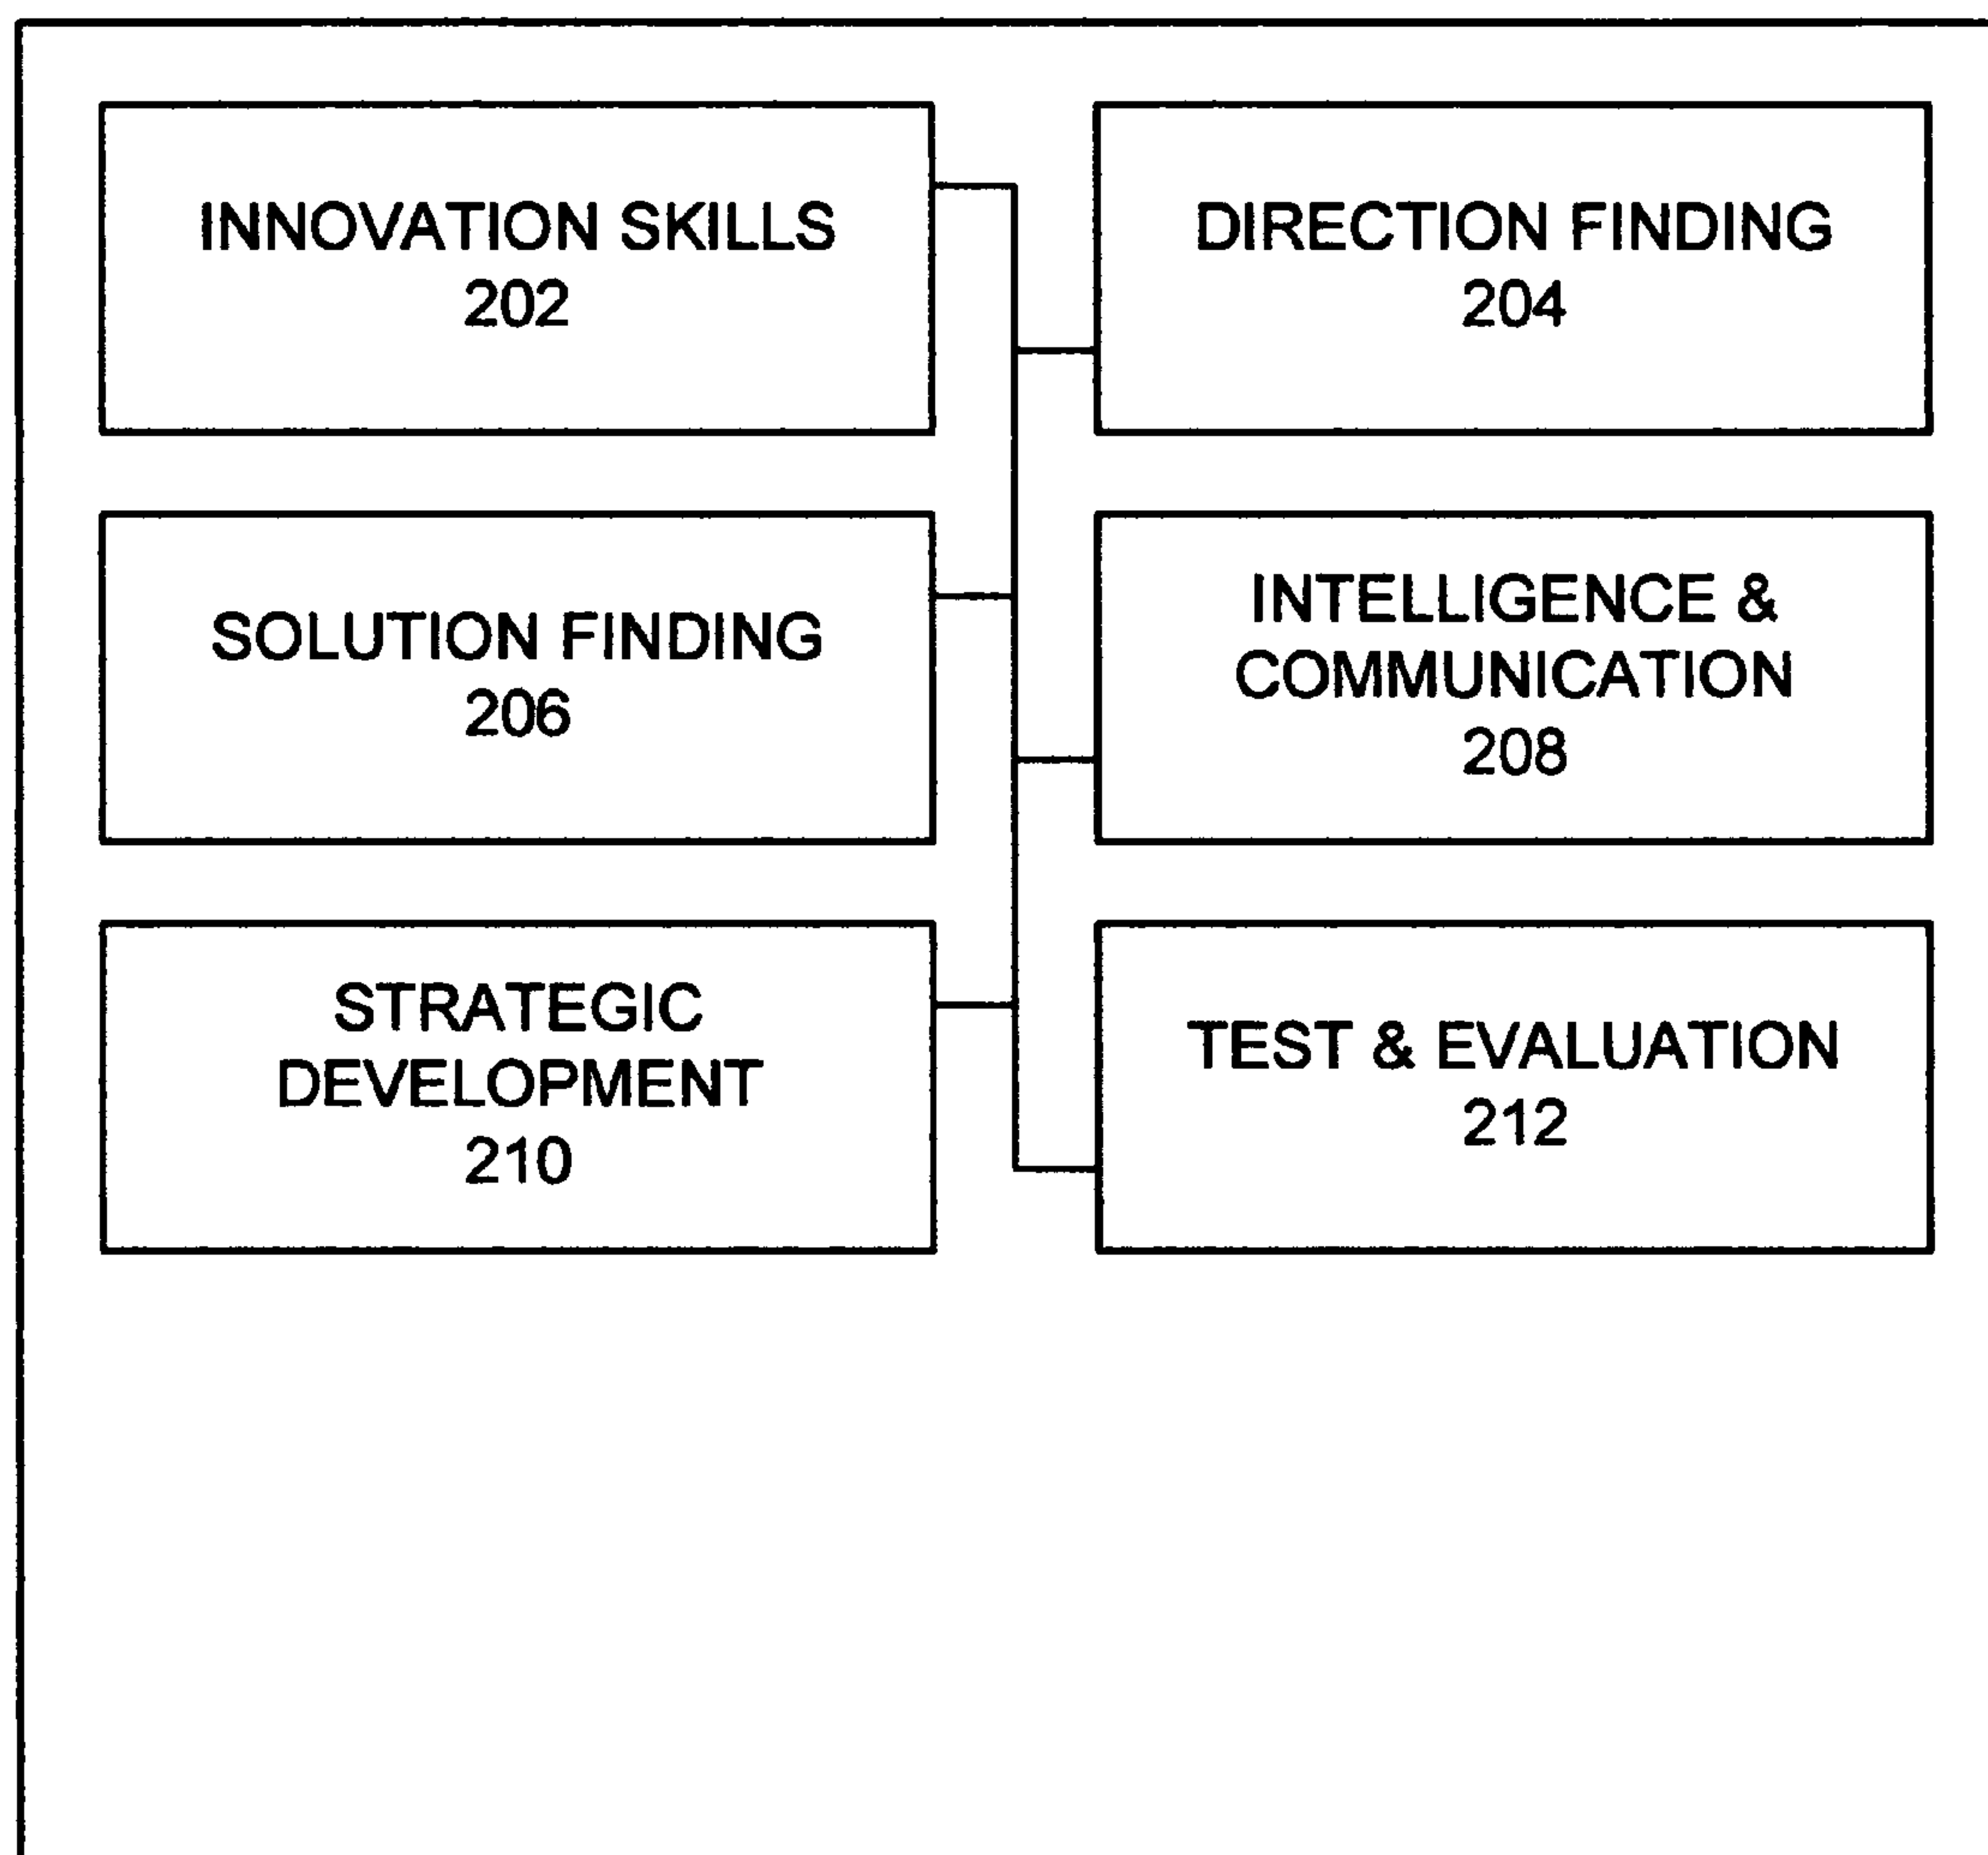 INNOVATION SKILLS
202
DIRECTION FINDING
204
SOLUTION FINDING
206
INTELLIGENCE &
COMMUNICATION
208
STRATEGIC
DEVELOPMENT
210
TEST & EVALUATION
212